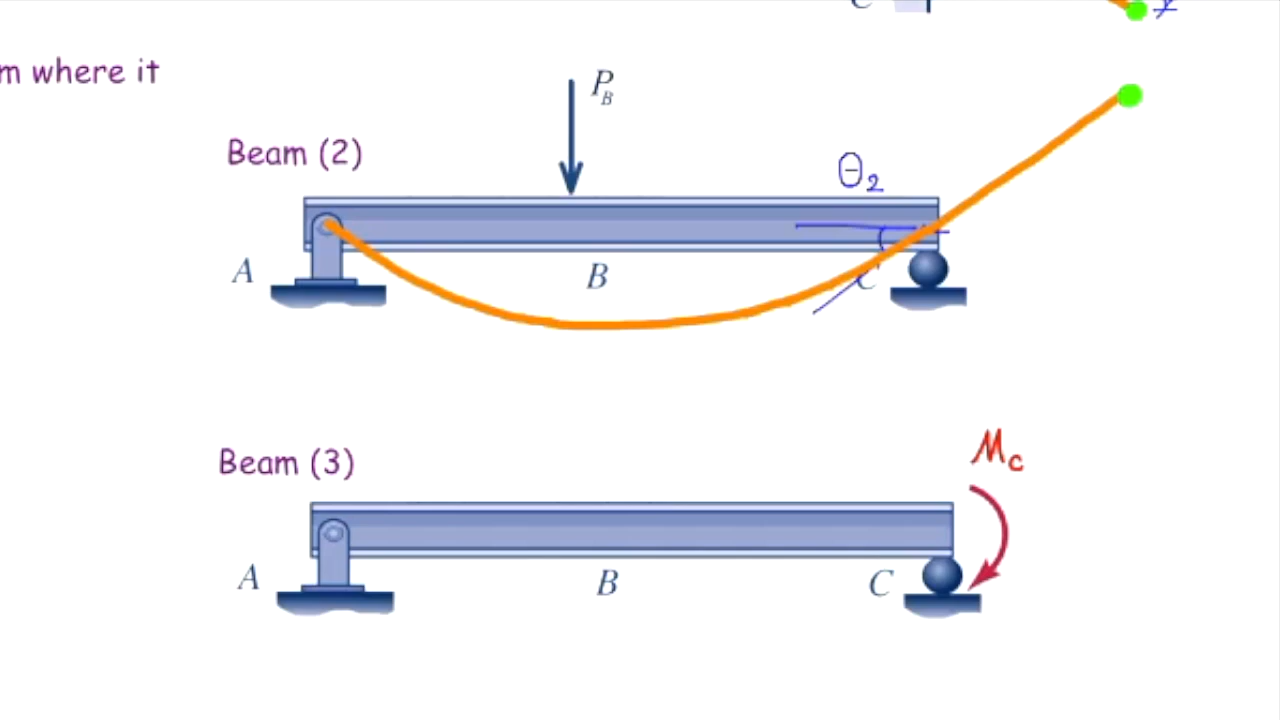 C y
m where it
P_B
Beam (2)
θ₂
A B C
Beam (3)
M_C
A B C